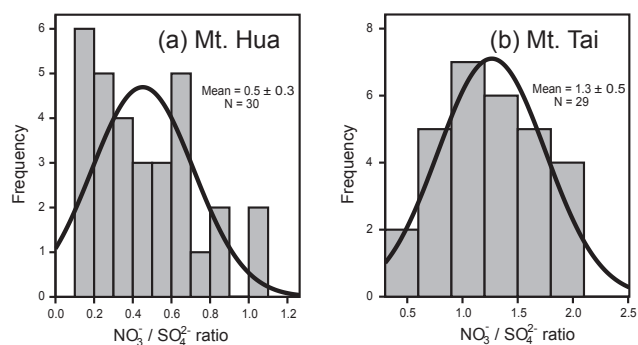 (a) Mt. Hua
Mean = 0.5 ± 0.3
N = 30
Frequency
6
5
4
3
2
1
0
0.0 0.2 0.4 0.6 0.8 1.0 1.2
NO₃⁻ / SO₄²⁻ ratio
(b) Mt. Tai
Mean = 1.3 ± 0.5
N = 29
Frequency
8
6
4
2
0
0.5 1.0 1.5 2.0 2.5
NO₃⁻ / SO₄²⁻ ratio